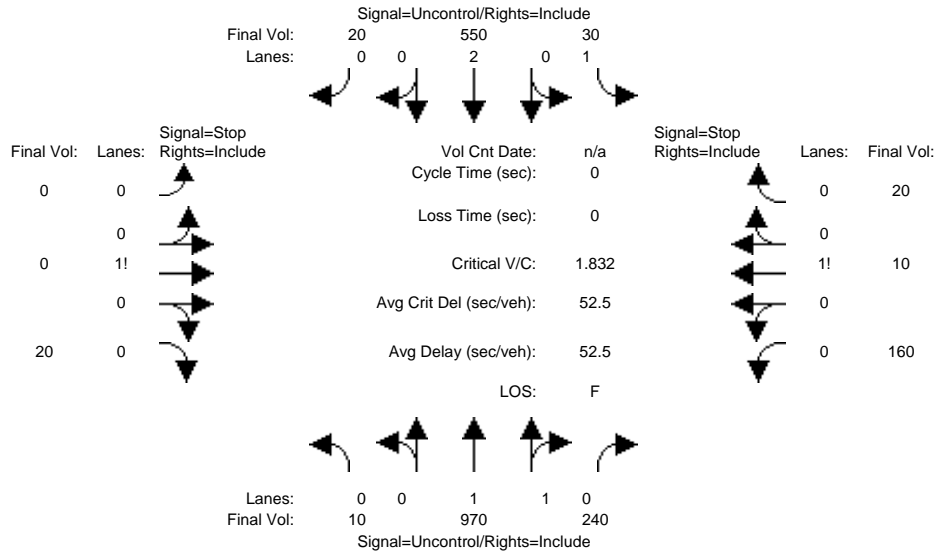 Signal=Uncontrol/Rights=Include
Final Vol: 20 550 30
Lanes: 0 0 2 0 1
Signal=Stop Signal=Stop
Final Vol: Lanes: Rights=Include Vol Cnt Date: n/a Rights=Include Lanes: Final Vol:
Cycle Time (sec): 0
0 0 0 20
Loss Time (sec): 0
0 0
0 1! Critical V/C: 1.832 1! 10
0 Avg Crit Del (sec/veh): 52.5 0
20 0 Avg Delay (sec/veh): 52.5 0 160
LOS: F
Lanes: 0 0 1 1 0
Final Vol: 10 970 240
Signal=Uncontrol/Rights=Include